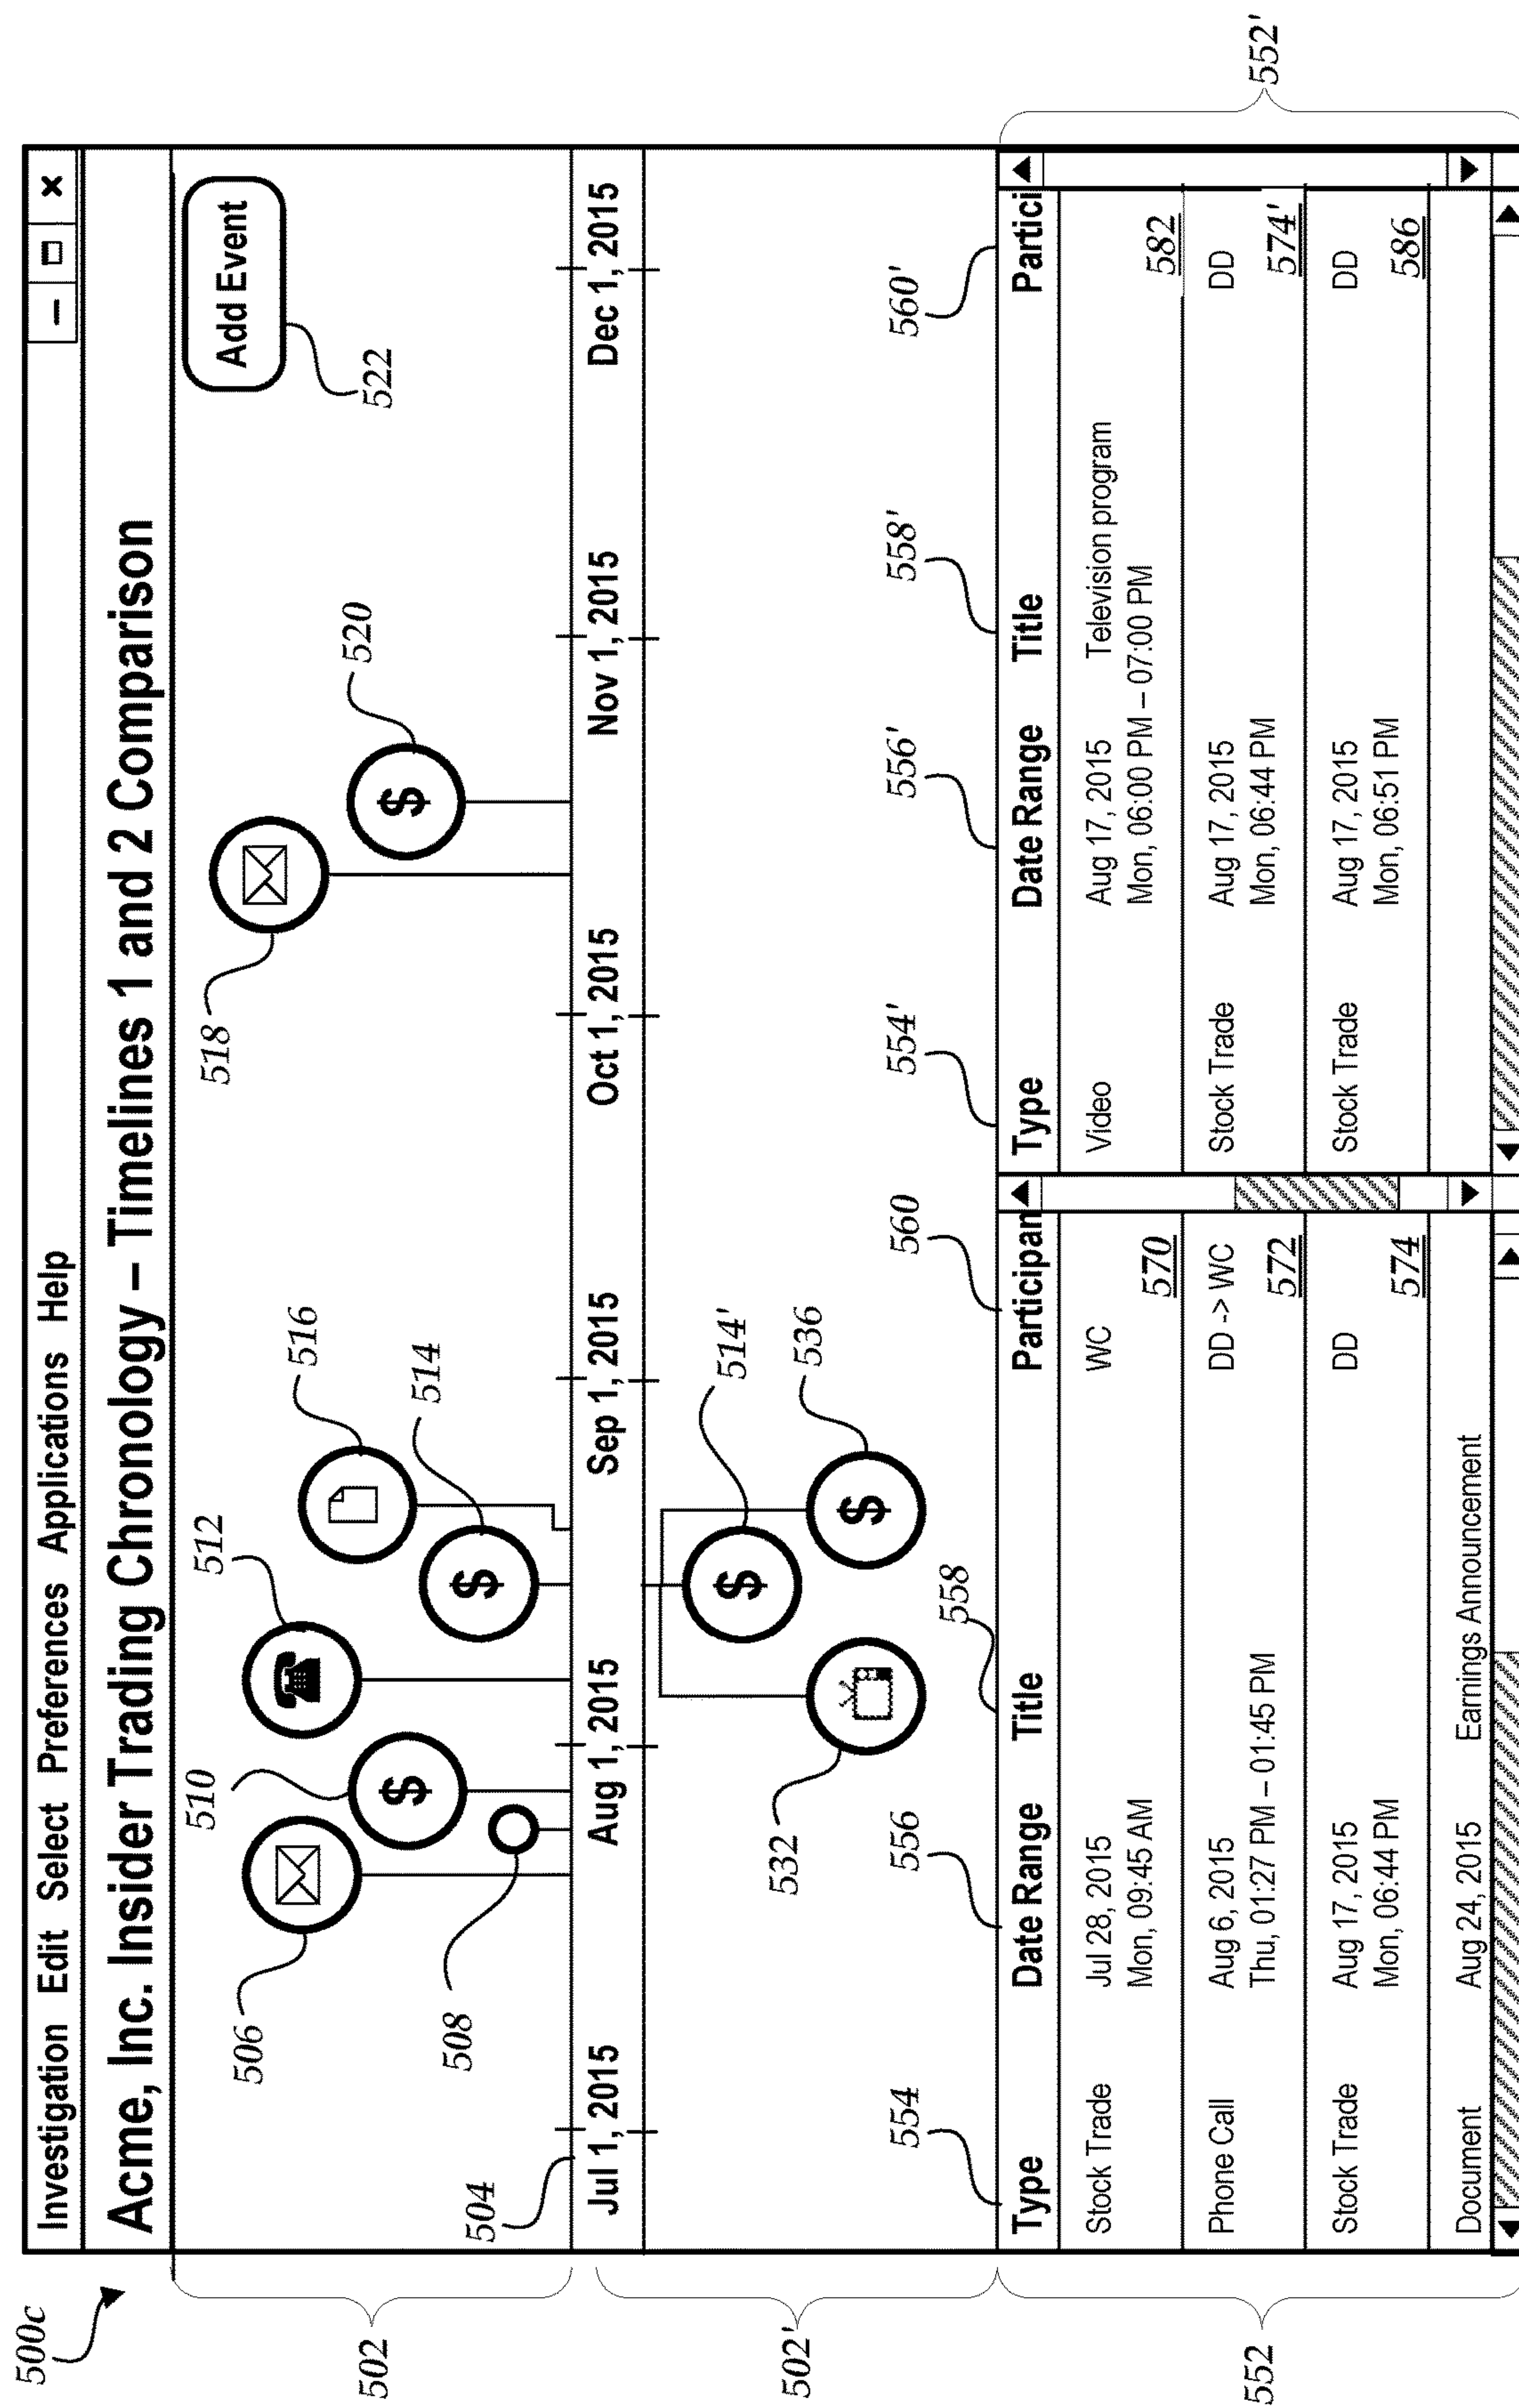 500c
Investigation Edit Select Preferences Applications Help
Acme, Inc. Insider Trading Chronology – Timelines 1 and 2 Comparison
Add Event
522
502
506
508
510
512
514
516
518
520
504
Jul 1, 2015 Aug 1, 2015 Sep 1, 2015 Oct 1, 2015 Nov 1, 2015 Dec 1, 2015
$ $ $
$ $
502'
514'
532
536
554 556 558 560 554' 556' 558' 560'
552
Type Date Range Title Participan
Stock Trade Jul 28, 2015 WC
Mon, 09:45 AM 570
Phone Call Aug 6, 2015 DD -> WC
Thu, 01:27 PM – 01:45 PM 572
Stock Trade Aug 17, 2015 DD
Mon, 06:44 PM 574
Document Aug 24, 2015 Earnings Announcement
Type Date Range Title Partici
Video Aug 17, 2015 Television program
Mon, 06:00 PM – 07:00 PM 582
Stock Trade Aug 17, 2015 DD
Mon, 06:44 PM 574'
Stock Trade Aug 17, 2015 DD
Mon, 06:51 PM 586
552'